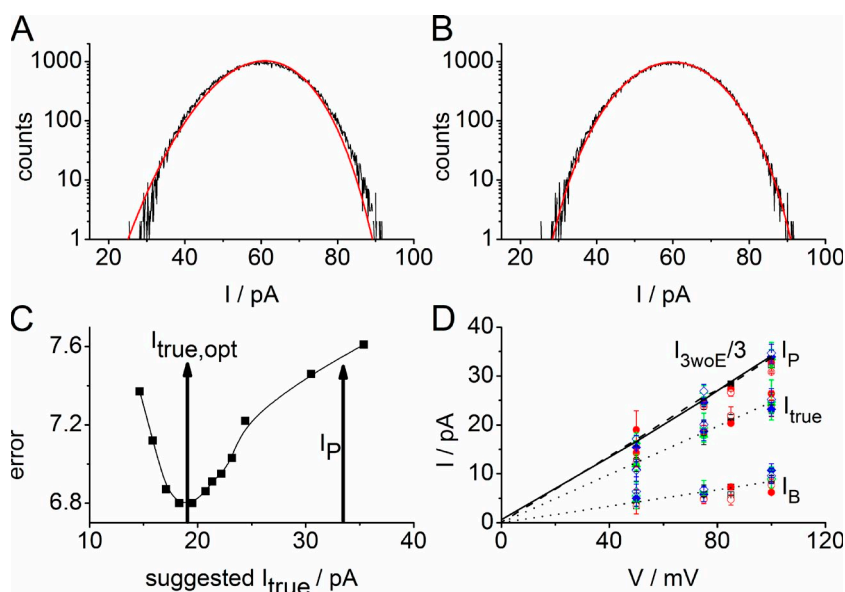 A
1000
100
10
1
counts
20
40
60
80
100
I / pA
B
1000
100
10
1
counts
20
40
60
80
100
I / pA
C
7.6
7.2
6.8
error
I_true,opt
I_P
10
20
30
40
suggested I_true / pA
D
40
30
20
10
0
I / pA
I_3woE/3
I_P
I_true
I_B
0
40
80
120
V / mV